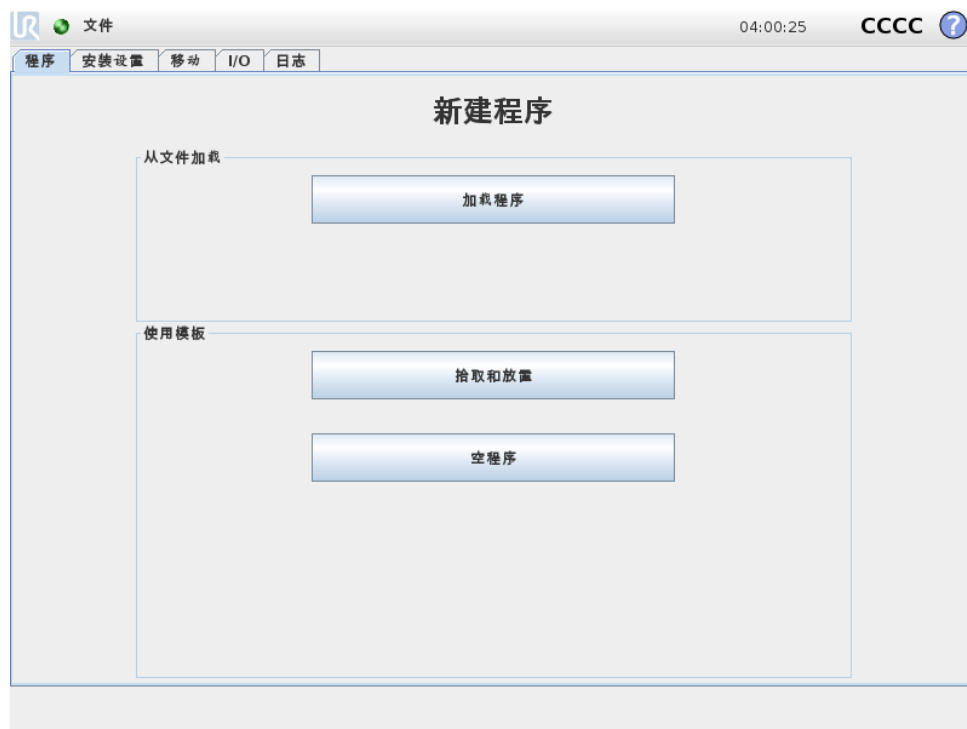 UR 文件 04:00:25 CCCC ?
程序 安装设置 移动 I/O 日志
新建程序
从文件加载
加载程序
使用模板
拾取和放置
空程序